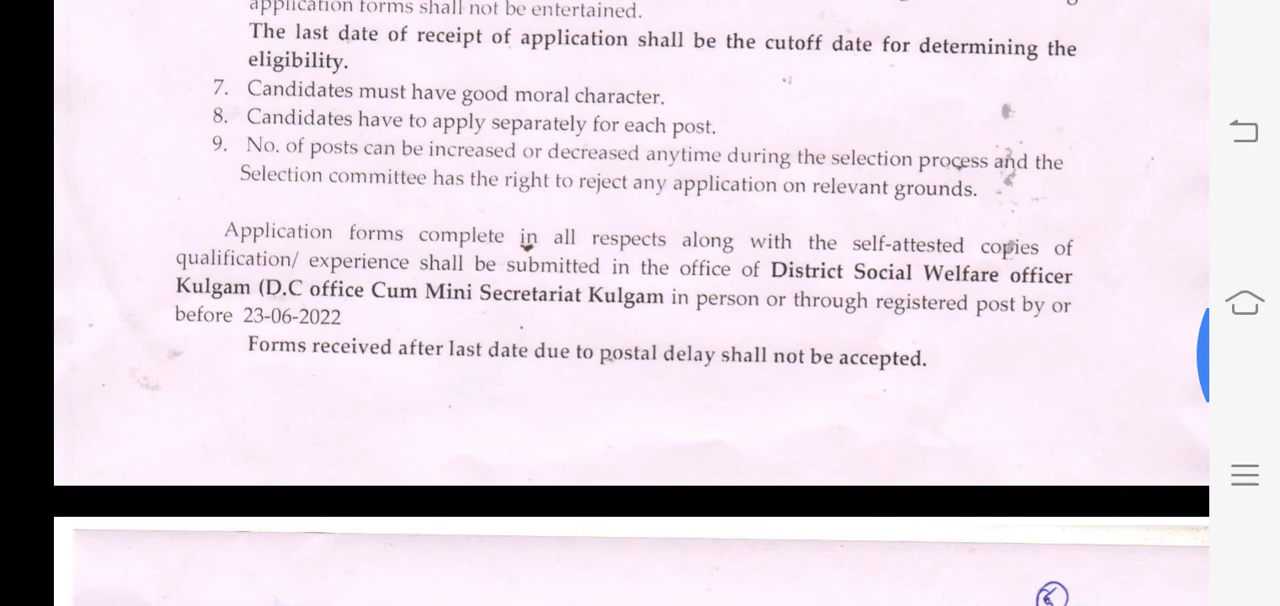 application forms shall not be entertained.
The last date of receipt of application shall be the cutoff date for determining the
eligibility.
7. Candidates must have good moral character.
8. Candidates have to apply separately for each post.
9. No. of posts can be increased or decreased anytime during the selection process and the
Selection committee has the right to reject any application on relevant grounds.
Application forms complete in all respects along with the self-attested copies of
qualification/ experience shall be submitted in the office of District Social Welfare officer
Kulgam (D.C office Cum Mini Secretariat Kulgam in person or through registered post by or
before 23-06-2022
Forms received after last date due to postal delay shall not be accepted.